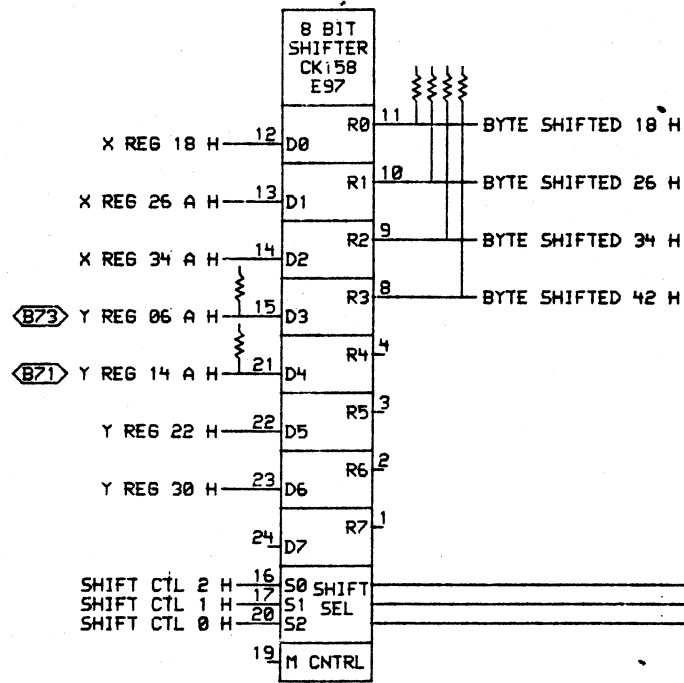 8 BIT
SHIFTER
CK158
E97
X REG 18 H 12 D0 R0 11 BYTE SHIFTED 18 H
X REG 26 A H 13 D1 R1 10 BYTE SHIFTED 26 H
X REG 34 A H 14 D2 R2 9 BYTE SHIFTED 34 H
B73 Y REG 06 A H 15 D3 R3 8 BYTE SHIFTED 42 H
B71 Y REG 14 A H 21 D4 R4 4
Y REG 22 H 22 D5 R5 3
Y REG 30 H 23 D6 R6 2
24 D7 R7 1
SHIFT CTL 2 H 16 S0 SHIFT
SHIFT CTL 1 H 17 S1 SEL
SHIFT CTL 0 H 20 S2
19 M CNTRL